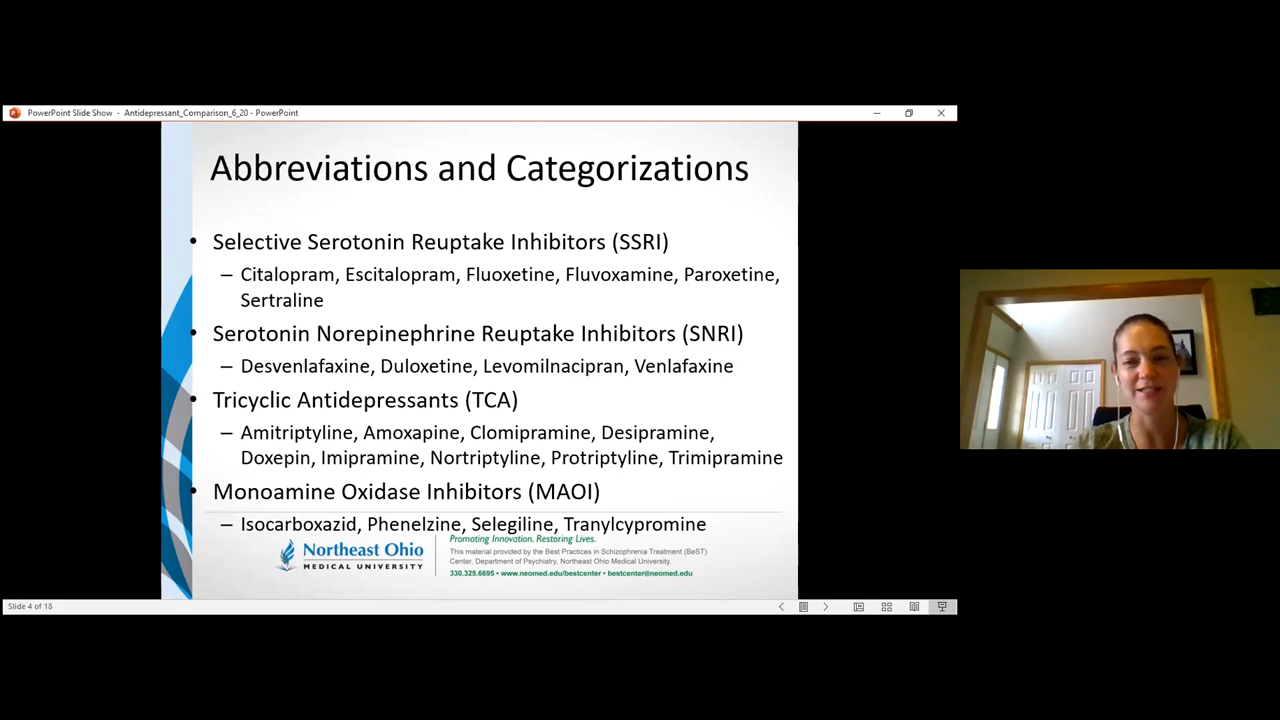 PowerPoint Slide Show - Antidepressant_Comparison_6_20 - PowerPoint
Abbreviations and Categorizations
• Selective Serotonin Reuptake Inhibitors (SSRI)
– Citalopram, Escitalopram, Fluoxetine, Fluvoxamine, Paroxetine,
Sertraline
• Serotonin Norepinephrine Reuptake Inhibitors (SNRI)
– Desvenlafaxine, Duloxetine, Levomilnacipran, Venlafaxine
• Tricyclic Antidepressants (TCA)
– Amitriptyline, Amoxapine, Clomipramine, Desipramine,
Doxepin, Imipramine, Nortriptyline, Protriptyline, Trimipramine
• Monoamine Oxidase Inhibitors (MAOI)
– Isocarboxazid, Phenelzine, Selegiline, Tranylcypromine
Northeast Ohio
MEDICAL UNIVERSITY
Promoting Innovation. Restoring Lives.
This material provided by the Best Practices in Schizophrenia Treatment (BeST)
Center, Department of Psychiatry, Northeast Ohio Medical University.
330.325.6695 • www.neomed.edu/bestcenter • bestcenter@neomed.edu
Slide 4 of 18